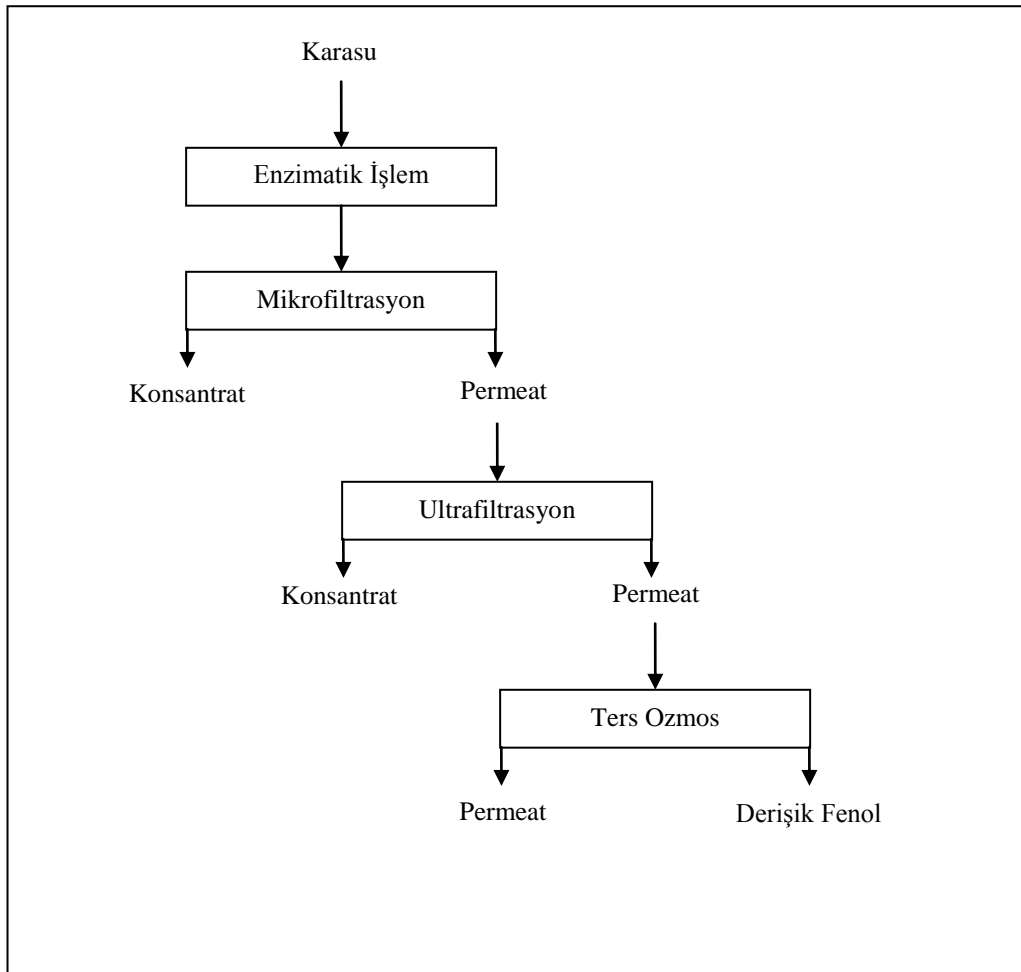 Karasu
Enzimatik İşlem
Mikrofiltrasyon
Konsantrat
Permeat
Ultrafiltrasyon
Konsantrat
Permeat
Ters Ozmos
Permeat
Derişik Fenol